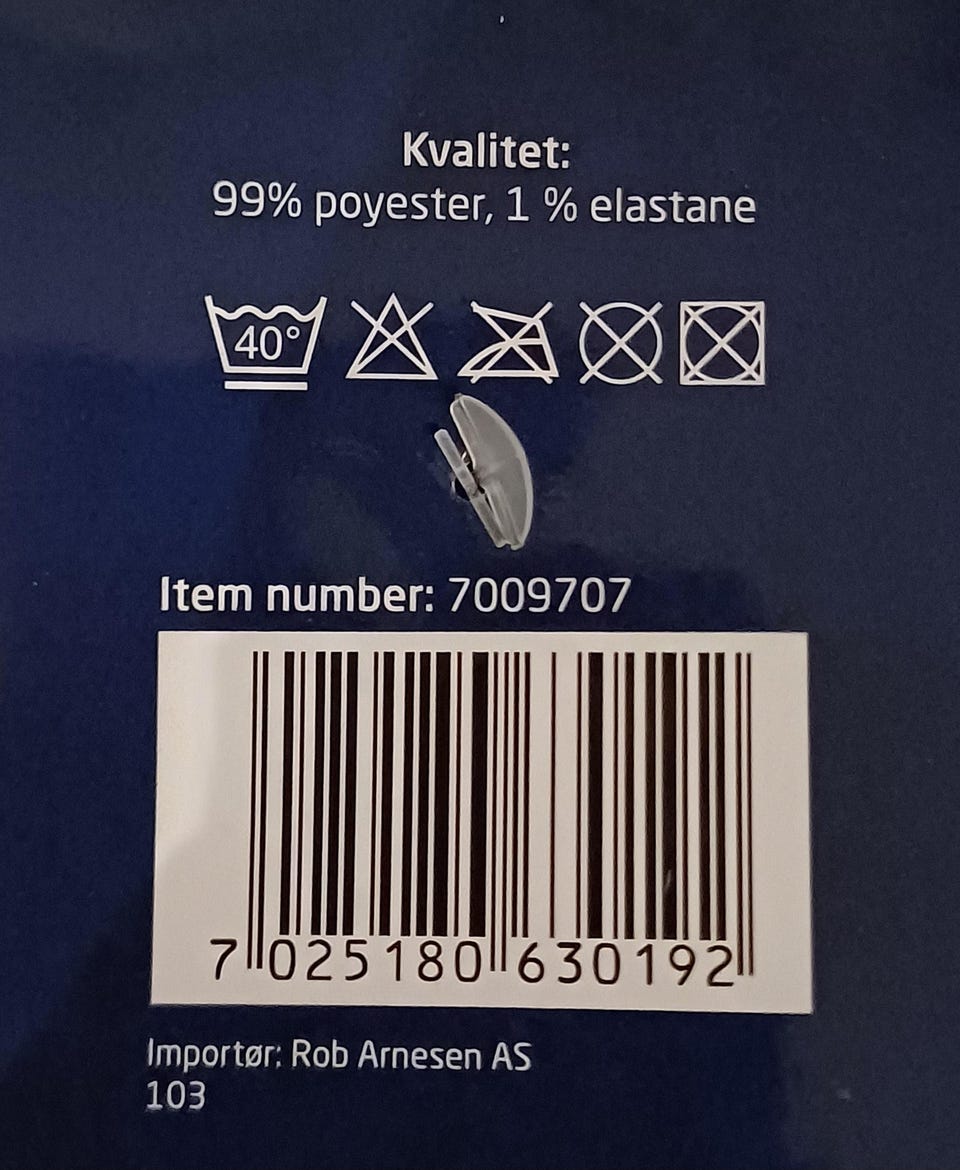 Kvalitet:
99% poyester, 1 % elastane
40°
Item number: 7009707
7 025180 630192
Importør: Rob Arnesen AS
103